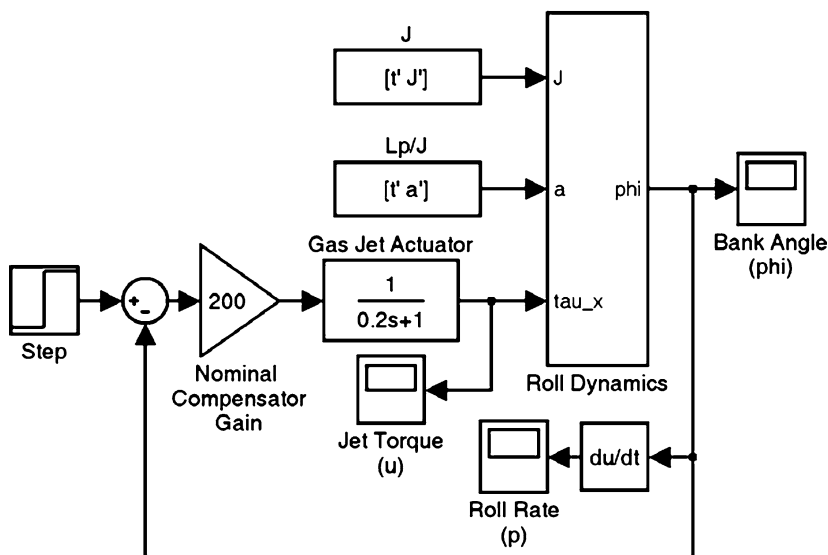 J
[t' J']
J
Lp/J
[t' a']
a
phi
Bank Angle
(phi)
Gas Jet Actuator
+
-
200
1
0.2s+1
tau_x
Step
Nominal
Compensator
Gain
Roll Dynamics
Jet Torque
(u)
du/dt
Roll Rate
(p)